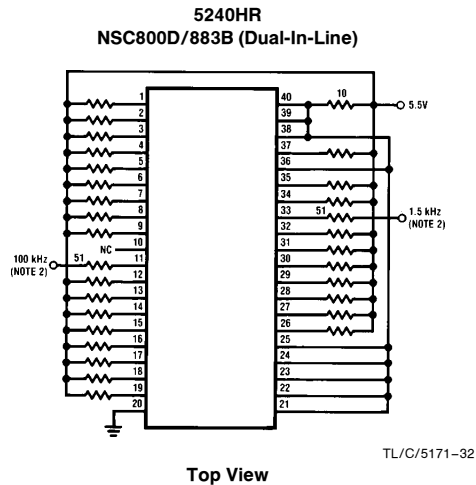 5240HR
NSC800D/883B (Dual-In-Line)
1 40 10
5.5V
2 39
3 38
4 37
5 36
6 35
7 34
8 33 51 1.5 kHz
(NOTE 2)
9 32
NC 10 31
100 kHz
(NOTE 2) 51 11 30
12 29
13 28
14 27
15 26
16 25
17 24
18 23
19 22
20 21
TL/C/5171–32
Top View